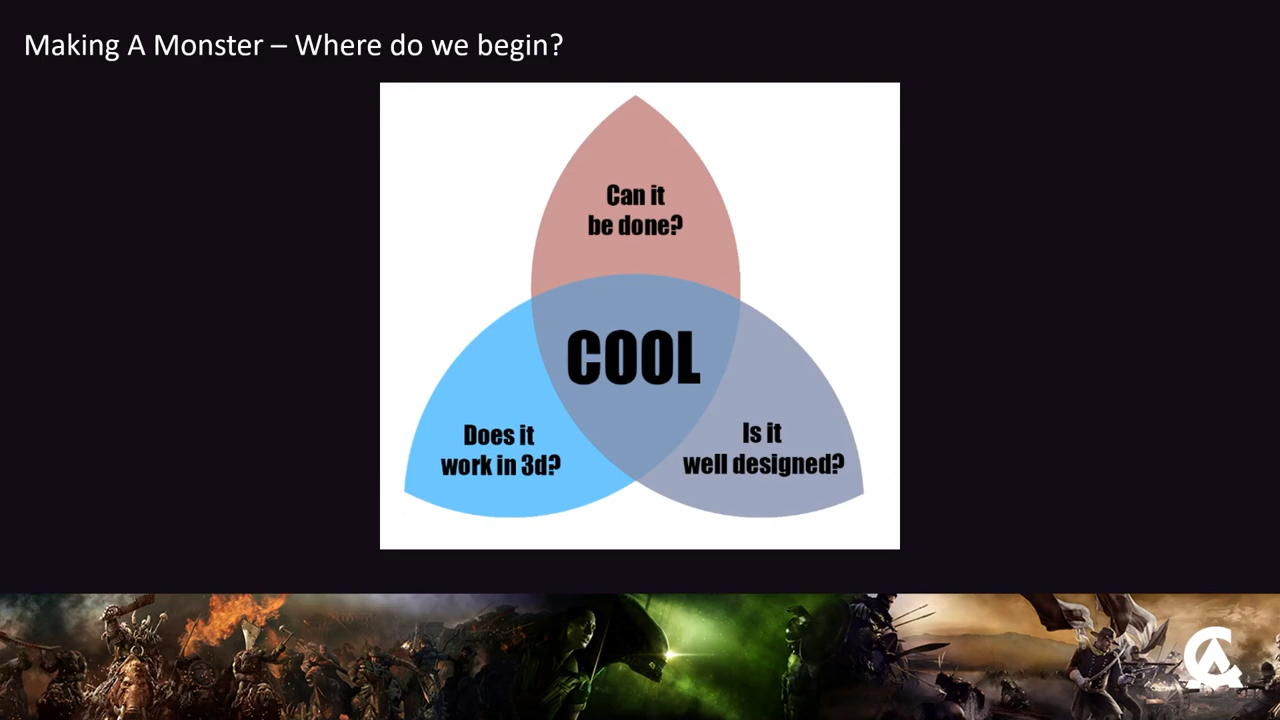 Making A Monster – Where do we begin?
Can it
be done?
COOL
Does it
work in 3d?
Is it
well designed?